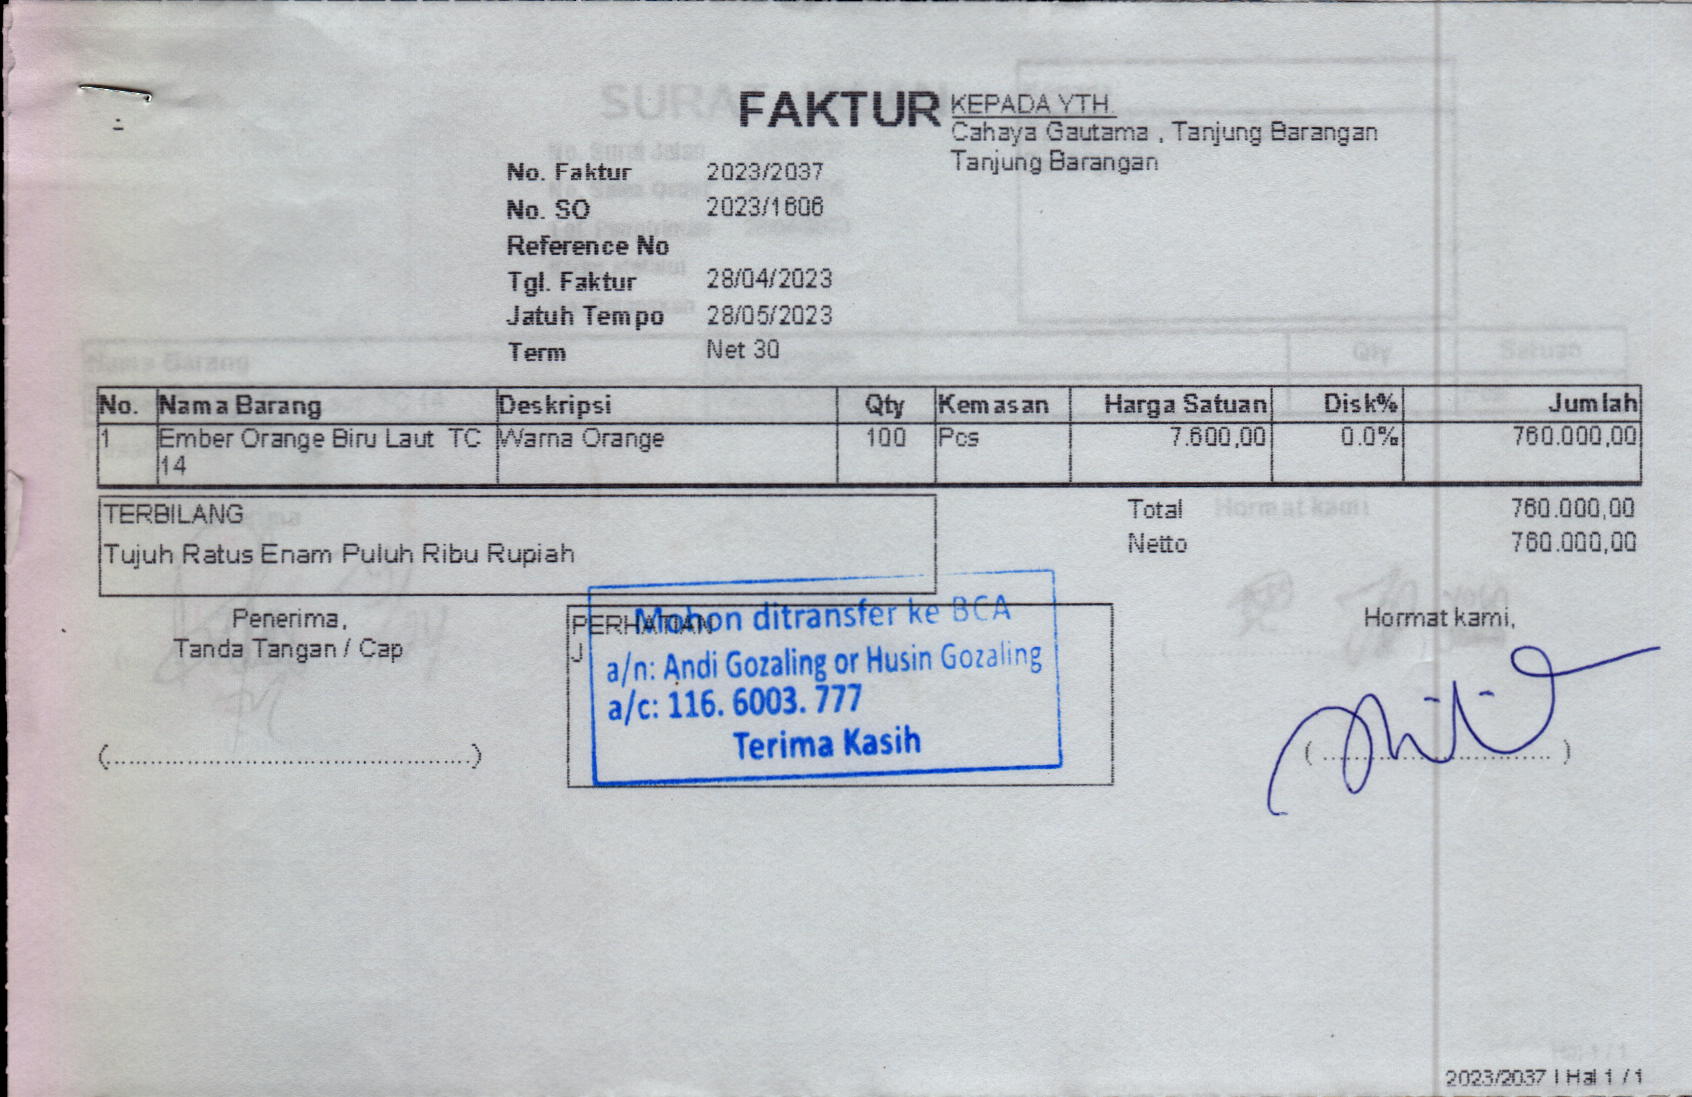 FAKTUR
KEPADA YTH.
Cahaya Gautama , Tanjung Barangan
Tanjung Barangan
No. Faktur 2023/2037
No. SO 2023/1606
Reference No
Tgl. Faktur 28/04/2023
Jatuh Tempo 28/05/2023
Term Net 30
No. Nama Barang Deskripsi Qty Kemasan Harga Satuan Disk% Jumlah
1 Ember Orange Biru Laut TC Warna Orange 100 Pcs 7.600,00 0.0% 760.000,00
14
TERBILANG
Tujuh Ratus Enam Puluh Ribu Rupiah
Total 760.000,00
Netto 760.000,00
Penerima,
Tanda Tangan / Cap
(............................................)
PERHATIAN
J
Mohon ditransfer ke BCA
a/n: Andi Gozaling or Husin Gozaling
a/c: 116. 6003. 777
Terima Kasih
Hormat kami,
(............................)
2023/2037 | Hal 1 / 1